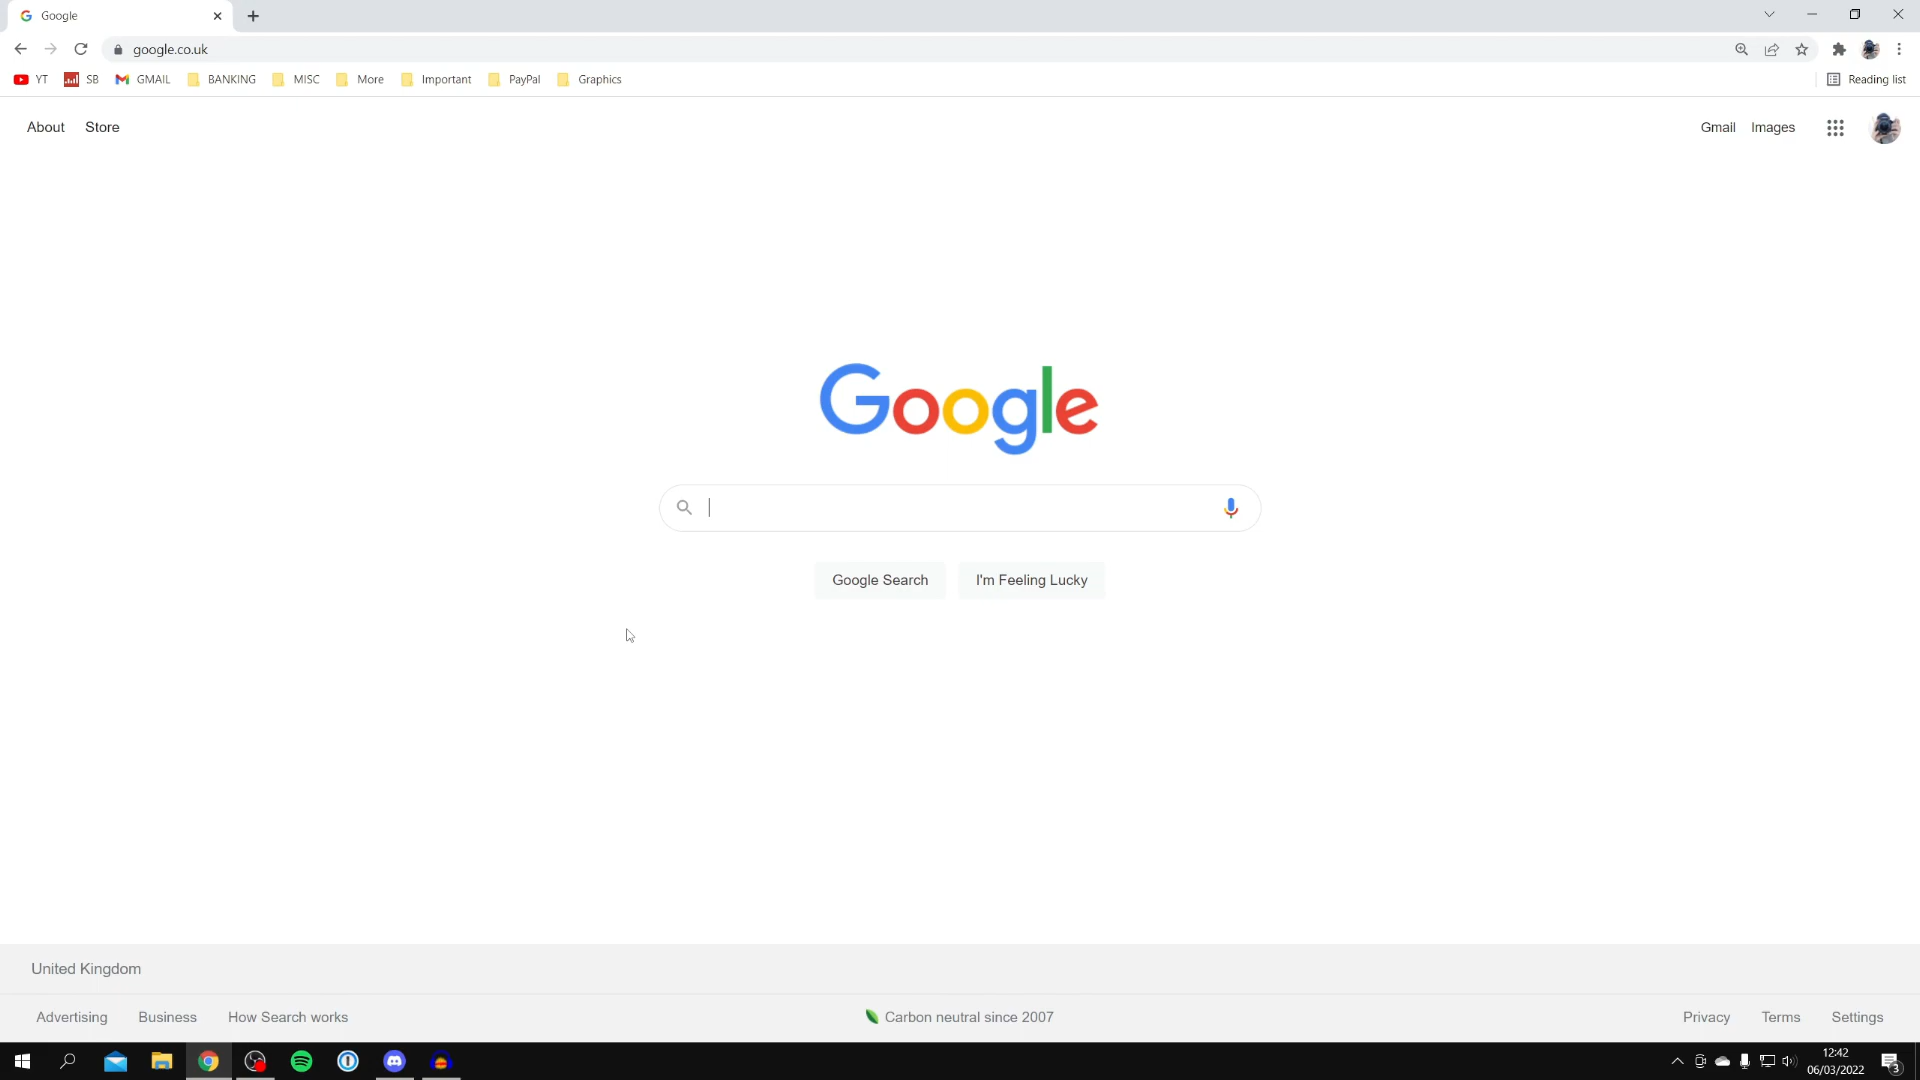 Google
google.co.uk
YT SB GMAIL BANKING MISC More Important PayPal Graphics Reading list
About Store Gmail Images
Google
Google Search I'm Feeling Lucky
United Kingdom
Advertising Business How Search works Carbon neutral since 2007 Privacy Terms Settings
12:42
06/03/2022
3